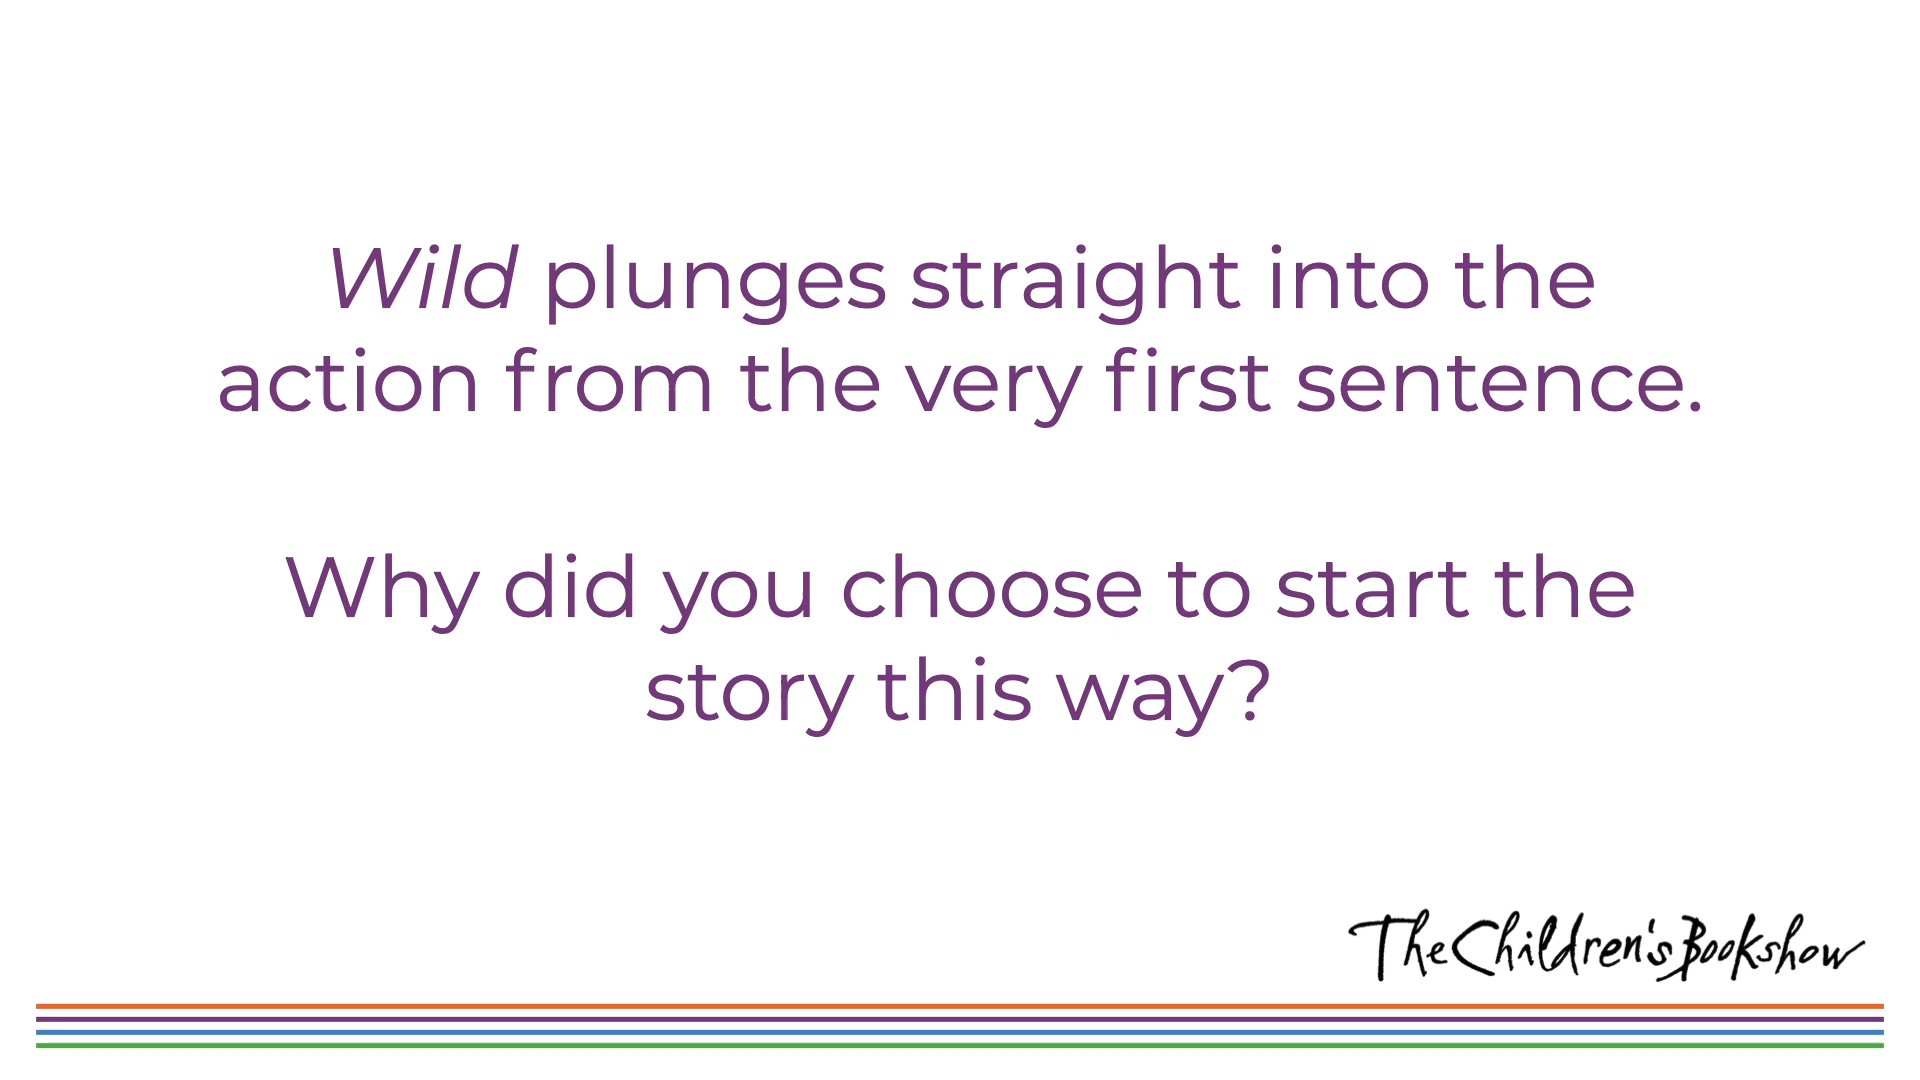 Wild plunges straight into the
action from the very first sentence.
Why did you choose to start the
story this way?
The Children's Bookshow